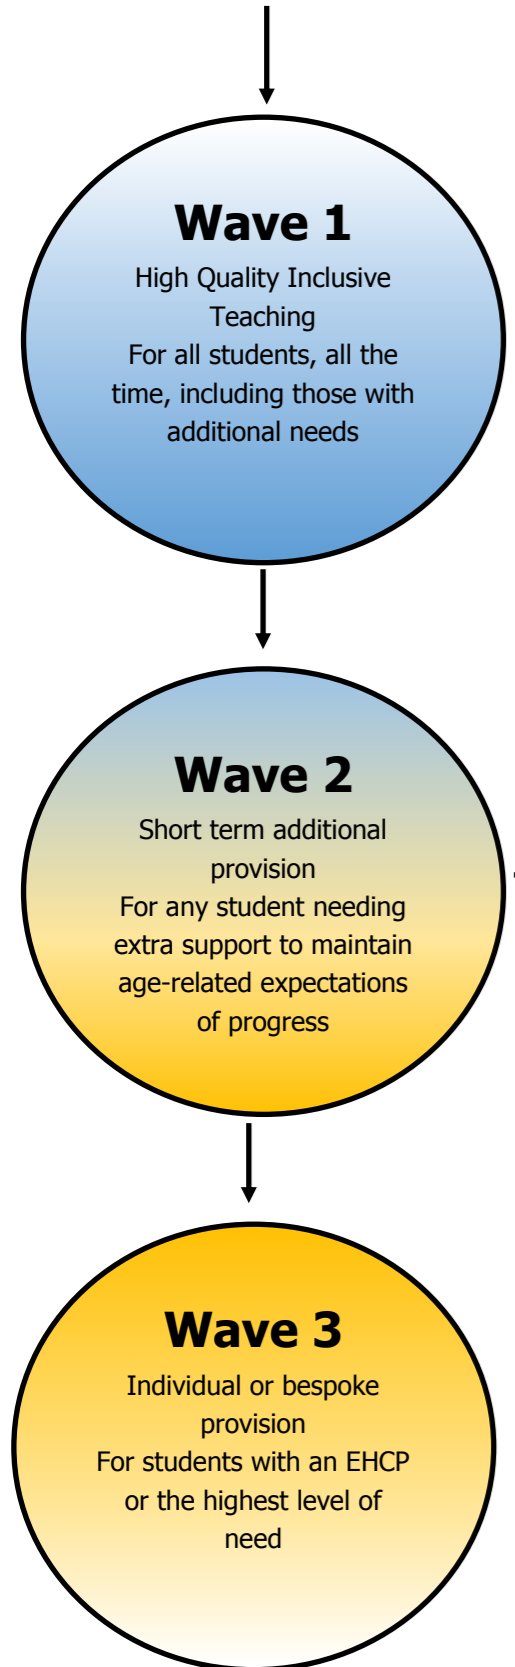 Wave 1
High Quality Inclusive
Teaching
For all students, all the
time, including those with
additional needs
Wave 2
Short term additional
provision
For any student needing
extra support to maintain
age-related expectations
of progress
Wave 3
Individual or bespoke
provision
For students with an EHCP
or the highest level of
need